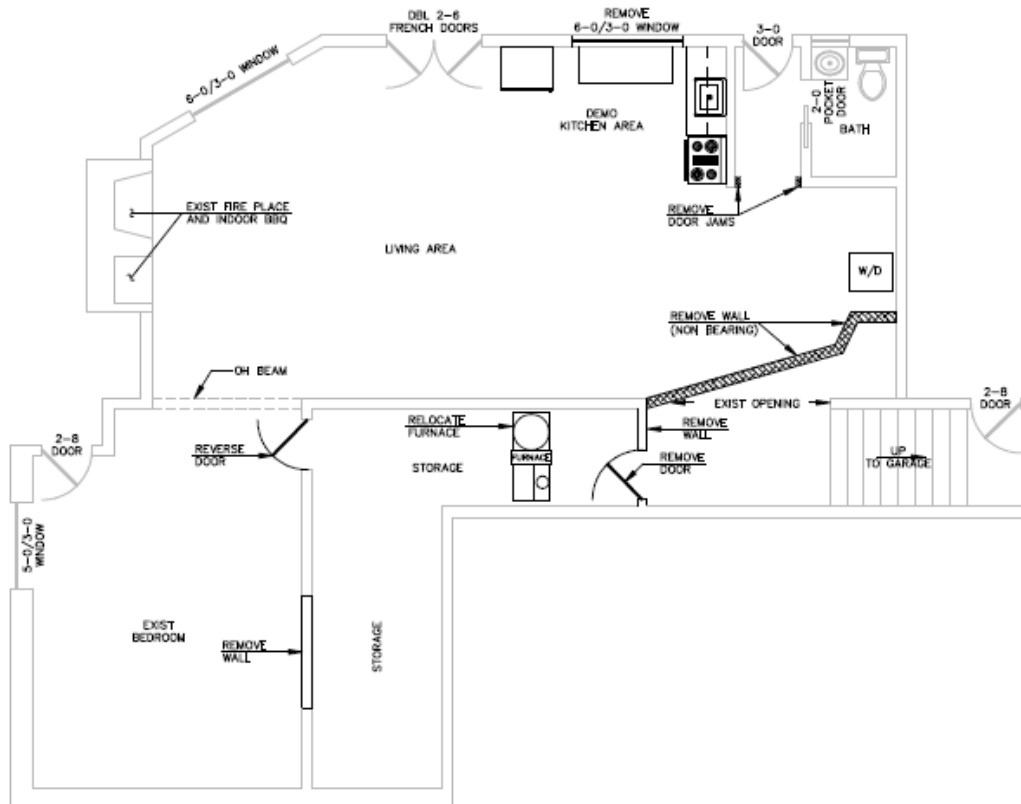 DBL 2-6
FRENCH DOORS
REMOVE
6-0/3-0 WINDOW
3-0
DOOR
6-0/3-0 WINDOW
2-0
POCKET
DOOR
BATH
DEMO
KITCHEN AREA
EXIST FIRE PLACE
AND INDOOR BBQ
REMOVE
DOOR JAMS
LIVING AREA
W/D
REMOVE WALL
(NON BEARING)
OH BEAM
EXIST OPENING
2-8
DOOR
2-8
DOOR
REVERSE
DOOR
RELOCATE
FURNACE
REMOVE
WALL
FURNACE
STORAGE
REMOVE
DOOR
UP
TO GARAGE
5-0/3-0
WINDOW
EXIST
BEDROOM
REMOVE
WALL
STORAGE